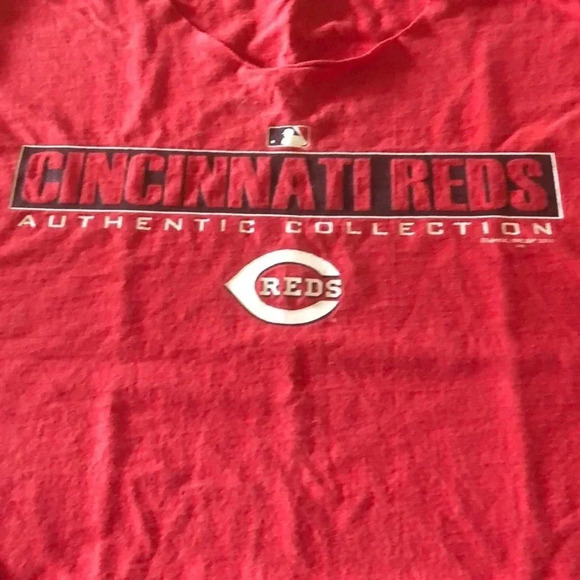 CINCINNATI REDS
AUTHENTIC COLLECTION
REDS